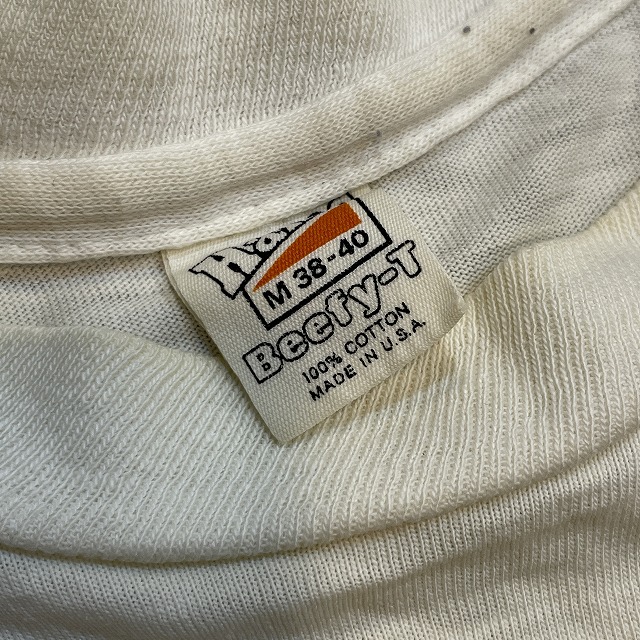 M 38-40
Beefy-T
100% COTTON
MADE IN U.S.A.